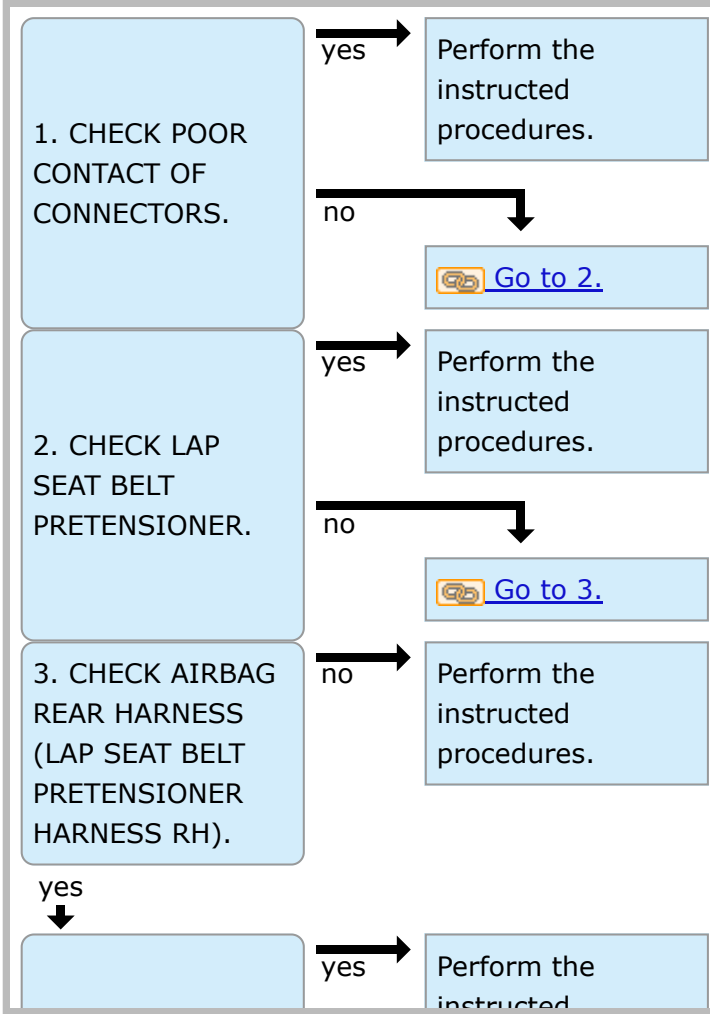 1. CHECK POOR
CONTACT OF
CONNECTORS.
yes
Perform the
instructed
procedures.
no
Go to 2.
2. CHECK LAP
SEAT BELT
PRETENSIONER.
yes
Perform the
instructed
procedures.
no
Go to 3.
3. CHECK AIRBAG
REAR HARNESS
(LAP SEAT BELT
PRETENSIONER
HARNESS RH).
no
Perform the
instructed
procedures.
yes
yes
Perform the
instructed